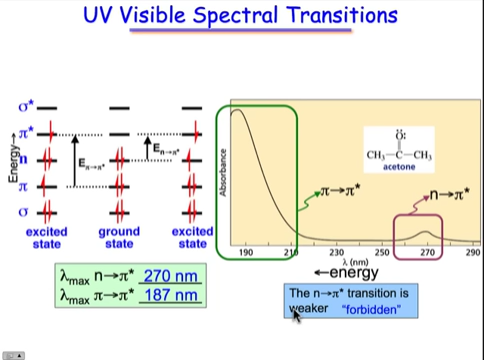 UV Visible Spectral Transitions
σ*
π*
n
π
σ
Energy→
E n→π*
E n→π*
excited state
ground state
excited state
λmax n→π* 270 nm
λmax π→π* 187 nm
Absorbance
π→π*
n→π*
:Ö:
CH₃—C—CH₃
acetone
190 210 230 250 270 290
λ (nm)
←energy
The n→π* transition is
weaker "forbidden"